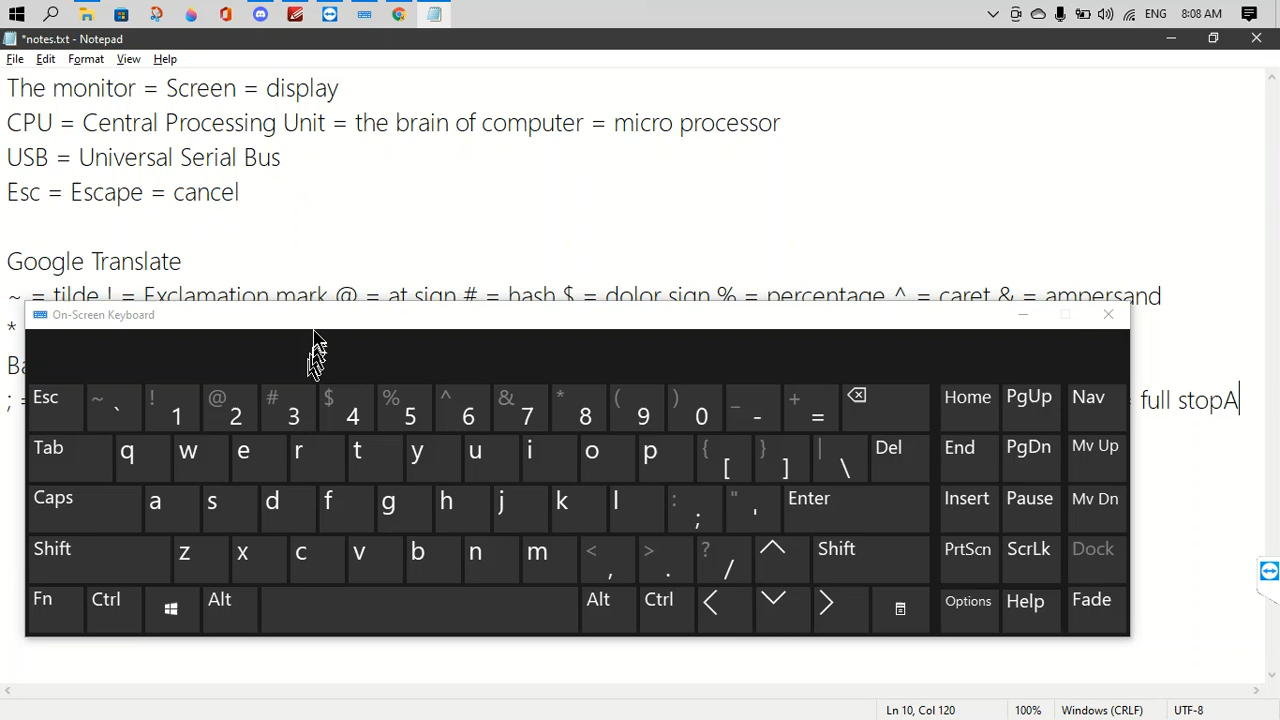 ENG 8:08 AM
*notes.txt - Notepad
File Edit Format View Help
The monitor = Screen = display
CPU = Central Processing Unit = the brain of computer = micro processor
USB = Universal Serial Bus
Esc = Escape = cancel
Google Translate
~ = tilde ! = Exclamation mark @ = at sign # = hash $ = dolor sign % = percentage ^ = caret & = ampersand
*
Ba
; = full stopA
On-Screen Keyboard
Esc ~ ` ! 1 @ 2 # 3 $ 4 % 5 ^ 6 & 7 * 8 ( 9 ) 0 _ - + = Home PgUp Nav
Tab q w e r t y u i o p { [ } ] | \ Del End PgDn Mv Up
Caps a s d f g h j k l : ; " ' Enter Insert Pause Mv Dn
Shift z x c v b n m < , > . ? / Shift PrtScn ScrLk Dock
Fn Ctrl Alt Alt Ctrl Options Help Fade
Ln 10, Col 120 100% Windows (CRLF) UTF-8